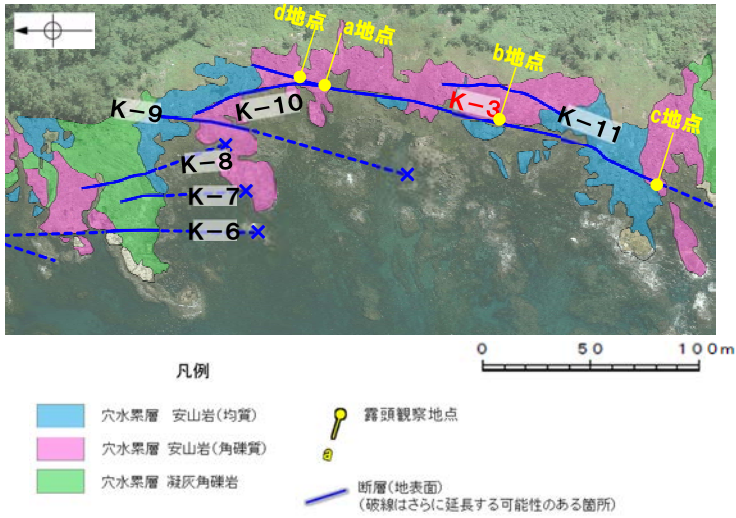 d地点
a地点
b地点
c地点
K-9
K-10
K-3
K-11
K-8
K-7
K-6
0 50 100m
凡例
穴水累層 安山岩(均質)
穴水累層 安山岩(角礫質)
穴水累層 凝灰角礫岩
露頭観察地点
a
断層(地表面)
(破線はさらに延長する可能性のある箇所)